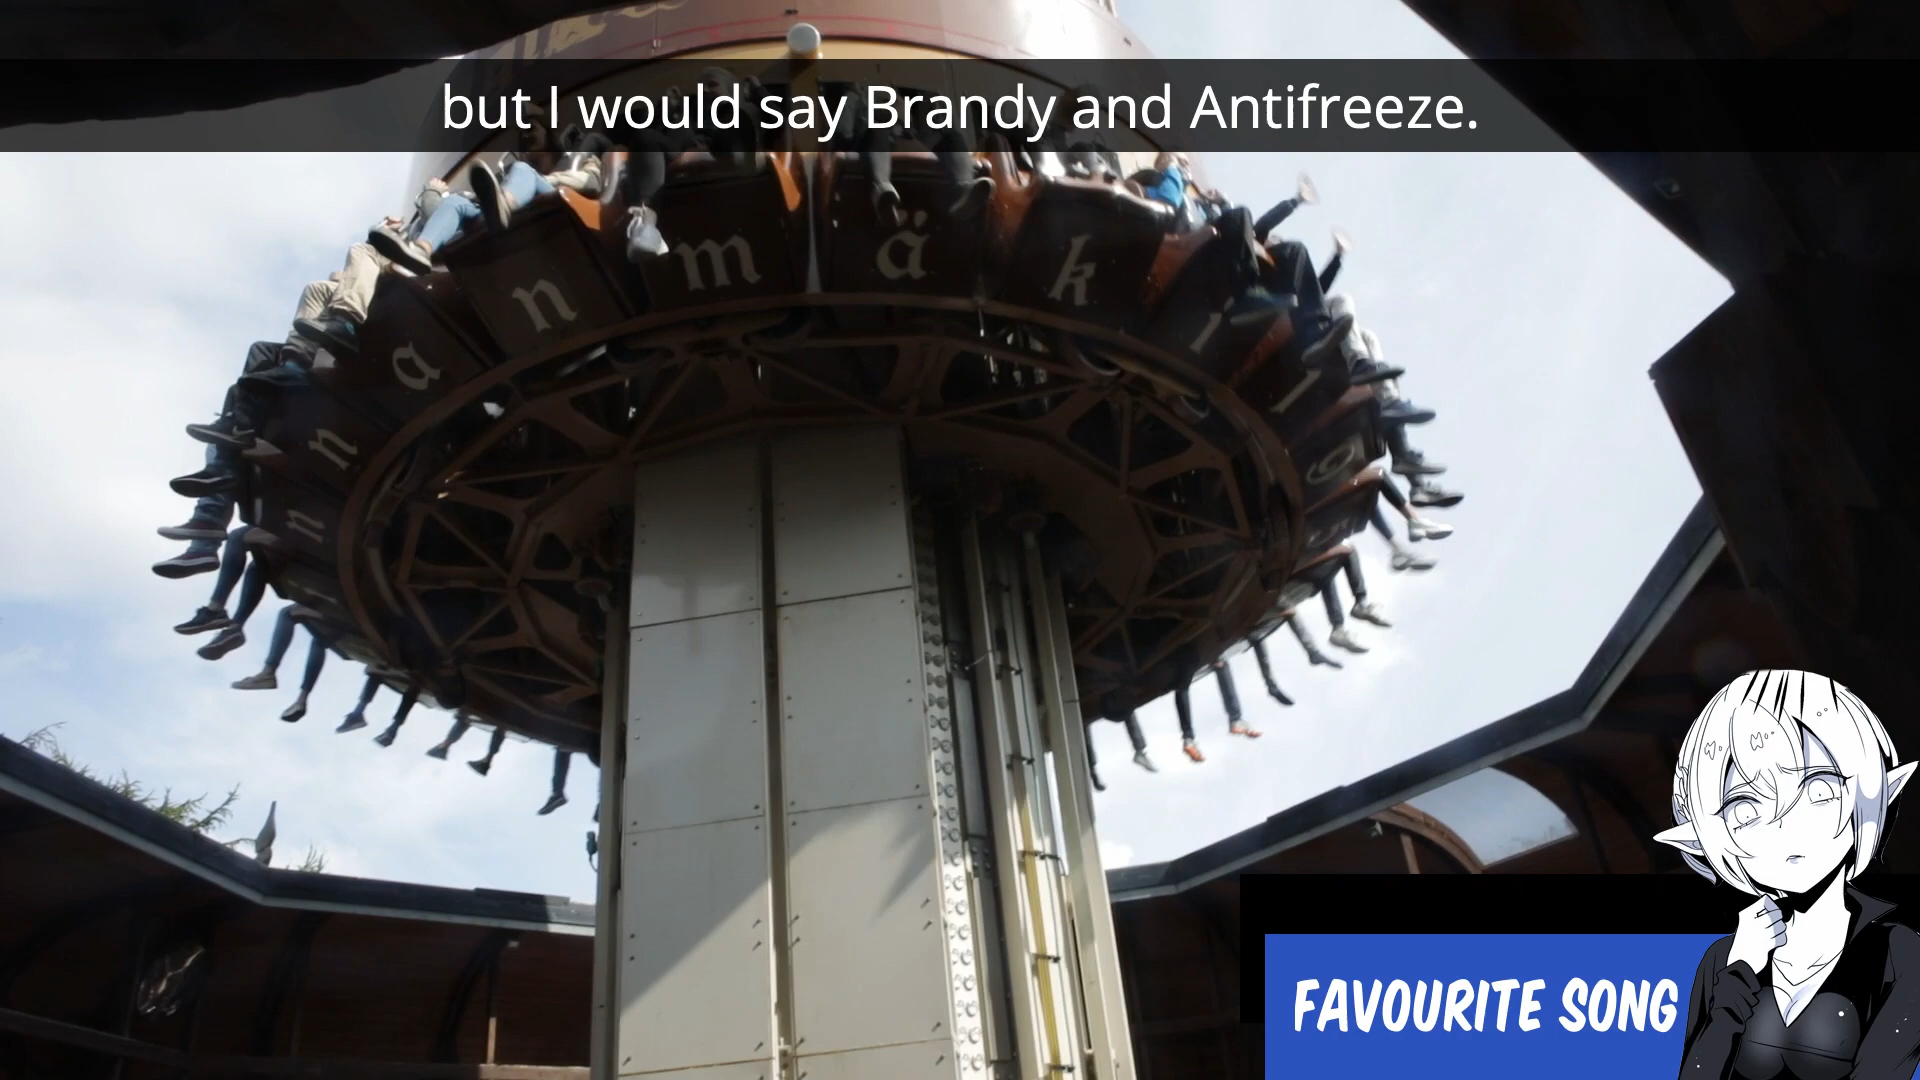 but I would say Brandy and Antifreeze.
n n a n m ä k l l
FAVOURITE SONG